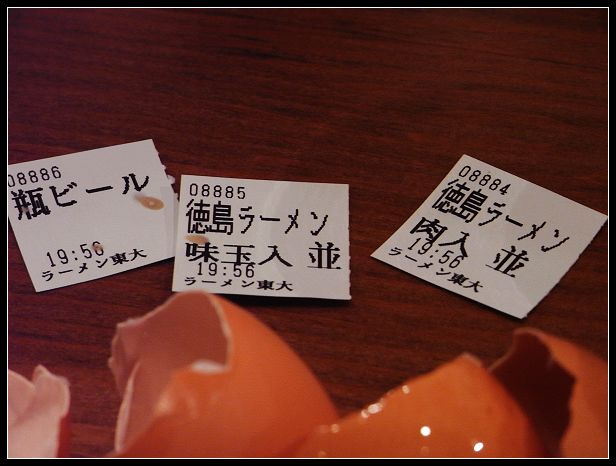 08886
瓶ビール
19:56
ラーメン東大
08885
徳島ラーメン
味玉入 並
19:56
ラーメン東大
08884
徳島ラーメン
肉入 並
19:56
ラーメン東大